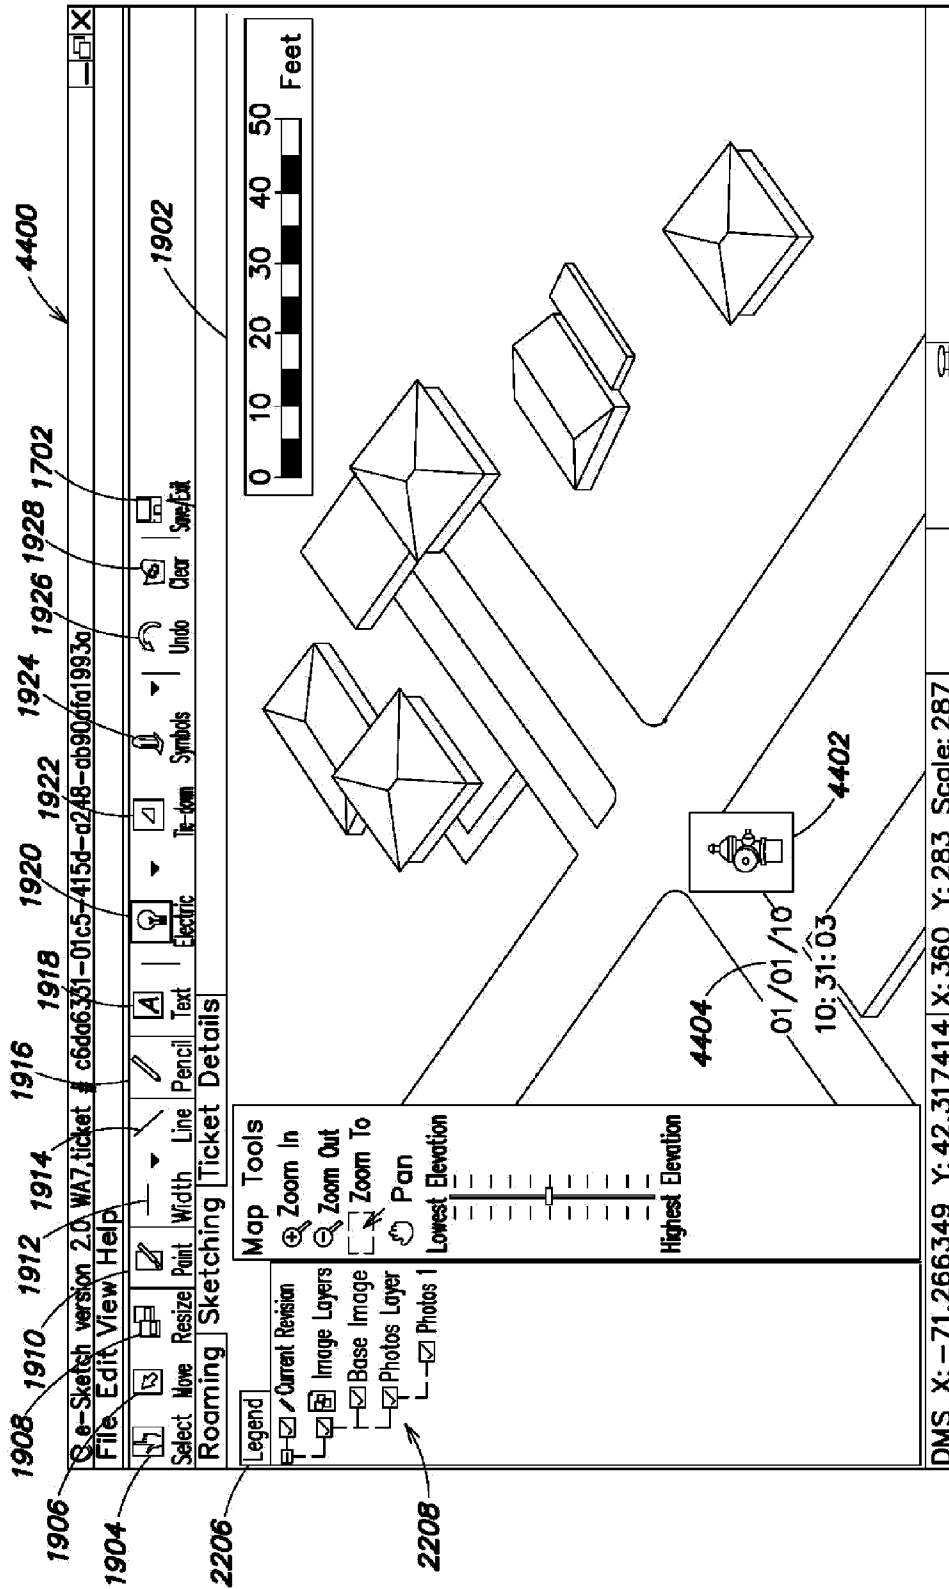 4400
1908 1910 1912 1914 1916 1918 1920 1922 1924 1926 1928 1702
1906
1904
e-Sketch version 2.0 WA7,ticket # c6da6331-01c5-415d-a248-ab90dfa1993a
File Edit View Help
Select Move Resize Paint Width Line Pencil Text Electric Tie-down Symbols Undo Clear Save/Exit
1902
Roaming Sketching Ticket Details
2206
Legend
Current Revision
Image Layers
Base Image
Photos Layer
Photos 1
2208
Map Tools
Zoom In
Zoom Out
Zoom To
Pan
Lowest Elevation
Highest Elevation
0 10 20 30 40 50
Feet
4404
01/01/10
10:31:03
4402
DMS X: -71.266349 Y: 42.317414 X: 360 Y: 283 Scale: 287